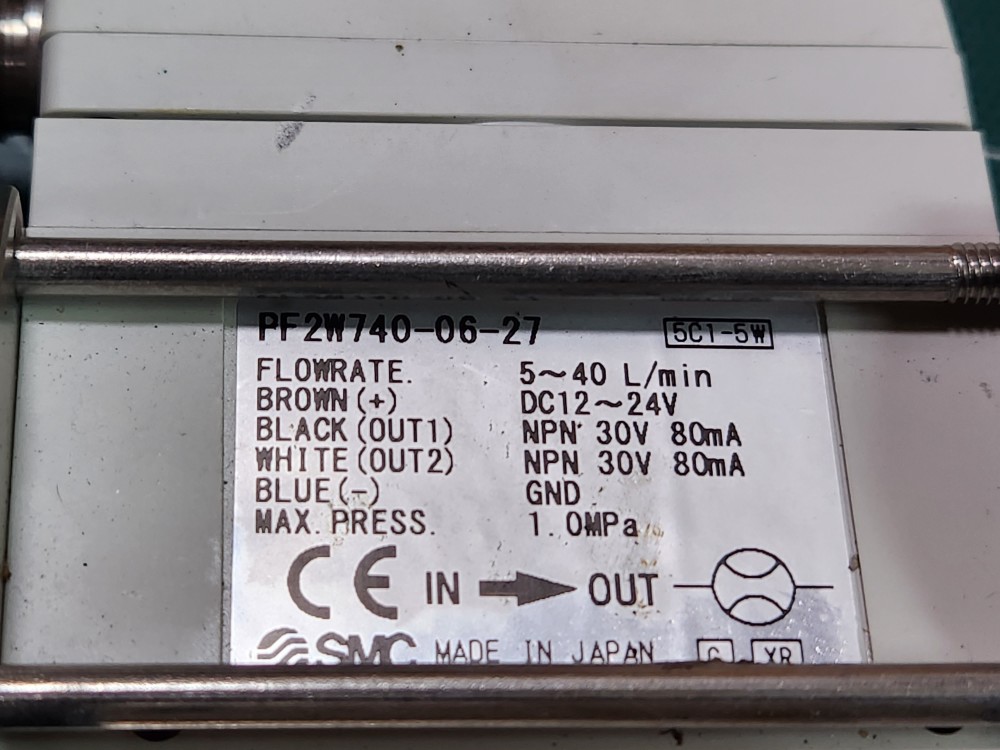 PF2W740-06-27 5C1-5W
FLOWRATE. 5～40 L/min
BROWN(+) DC12～24V
BLACK(OUT1) NPN 30V 80mA
WHITE(OUT2) NPN 30V 80mA
BLUE(-) GND
MAX. PRESS. 1.0MPa
CE IN OUT
SMC MADE IN JAPAN XR